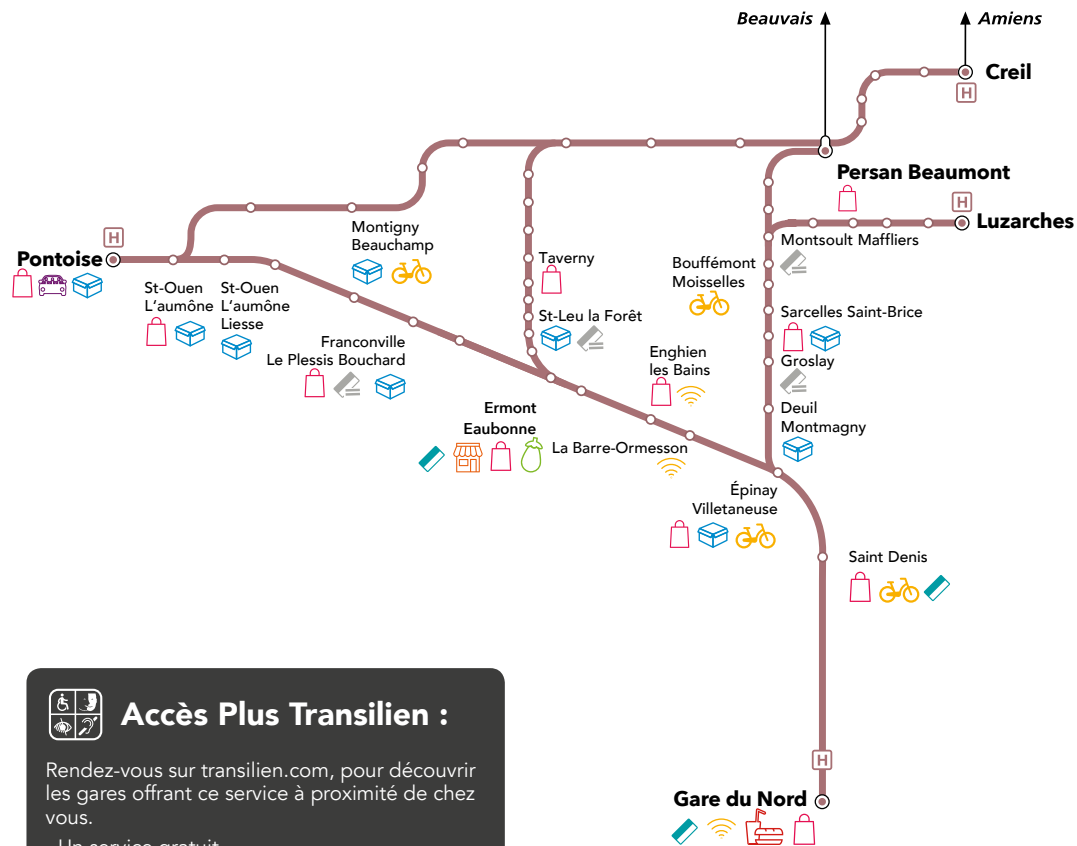 Beauvais
Amiens
Creil
H
Persan Beaumont
H
Luzarches
Montigny
Beauchamp
Montsoult Maffliers
H
Pontoise
Taverny
Bouffémont
Moisselles
St-Ouen
L'aumône
St-Ouen
L'aumône
Liesse
St-Leu la Forêt
Sarcelles Saint-Brice
Franconville
Le Plessis Bouchard
Enghien
les Bains
Groslay
Ermont
Eaubonne
Deuil
Montmagny
La Barre-Ormesson
Épinay
Villetaneuse
Saint Denis
H
Gare du Nord
Accès Plus Transilien :
Rendez-vous sur transilien.com, pour découvrir
les gares offrant ce service à proximité de chez
vous.
Un service gratuit